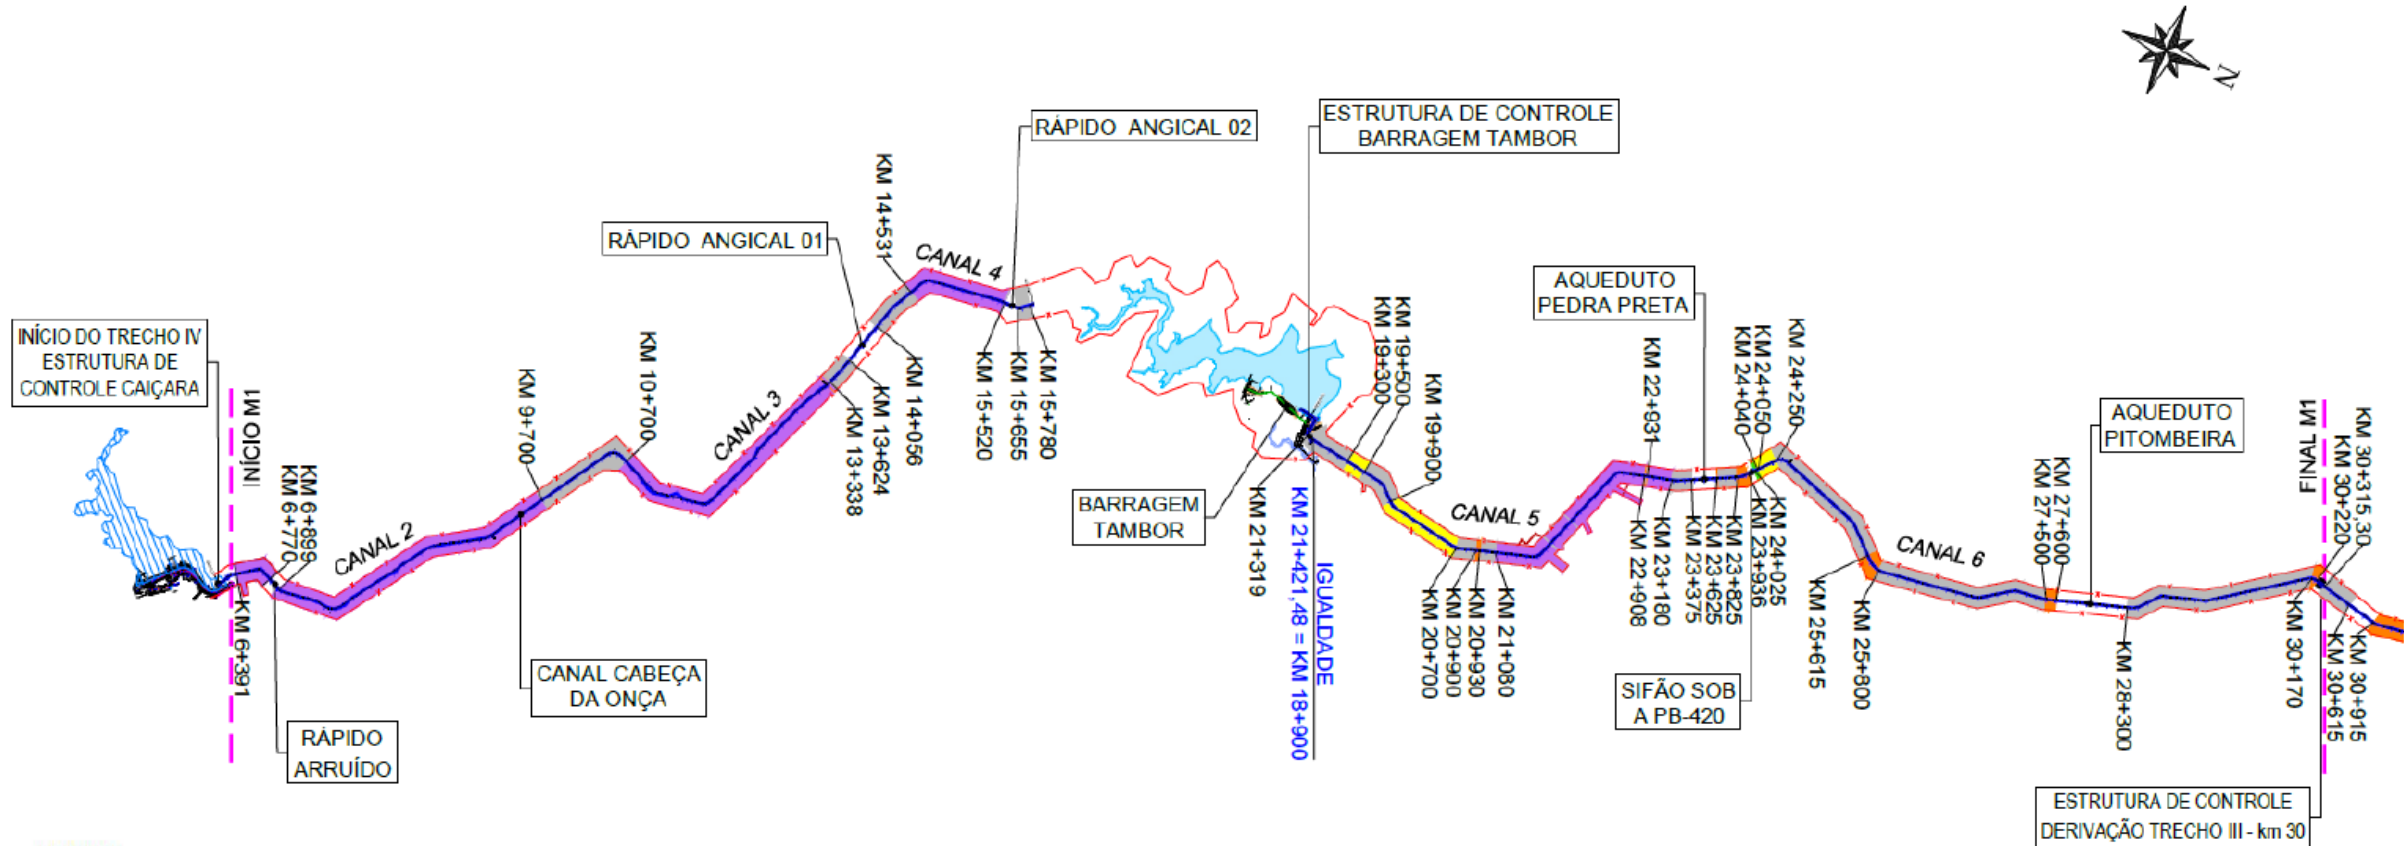 N
INÍCIO DO TRECHO IV
ESTRUTURA DE
CONTROLE CAIÇARA
INÍCIO M1
KM 6+391
KM 6+770
KM 6+899
RÁPIDO
ARRUÍDO
CANAL 2
KM 9+700
CANAL CABEÇA
DA ONÇA
KM 10+700
CANAL 3
RÁPIDO ANGICAL 01
KM 13+338
KM 13+624
KM 14+056
KM 14+531
CANAL 4
RÁPIDO ANGICAL 02
KM 15+520
KM 15+655
KM 15+780
ESTRUTURA DE CONTROLE
BARRAGEM TAMBOR
BARRAGEM
TAMBOR
KM 21+319
KM 21+421,48 = KM 18+900
IGUALDADE
KM 19+300
KM 19+500
KM 19+900
CANAL 5
KM 20+700
KM 20+900
KM 20+930
KM 21+080
AQUEDUTO
PEDRA PRETA
KM 22+931
KM 22+908
KM 23+180
KM 23+375
KM 23+625
KM 23+825
KM 23+936
KM 24+025
KM 24+040
KM 24+050
KM 24+250
SIFÃO SOB
A PB-420
KM 25+615
KM 25+800
CANAL 6
KM 27+500
KM 27+600
AQUEDUTO
PITOMBEIRA
KM 28+300
KM 30+170
FINAL M1
KM 30+220
KM 30+315,30
KM 30+615
KM 30+915
ESTRUTURA DE CONTROLE
DERIVAÇÃO TRECHO III - km 30